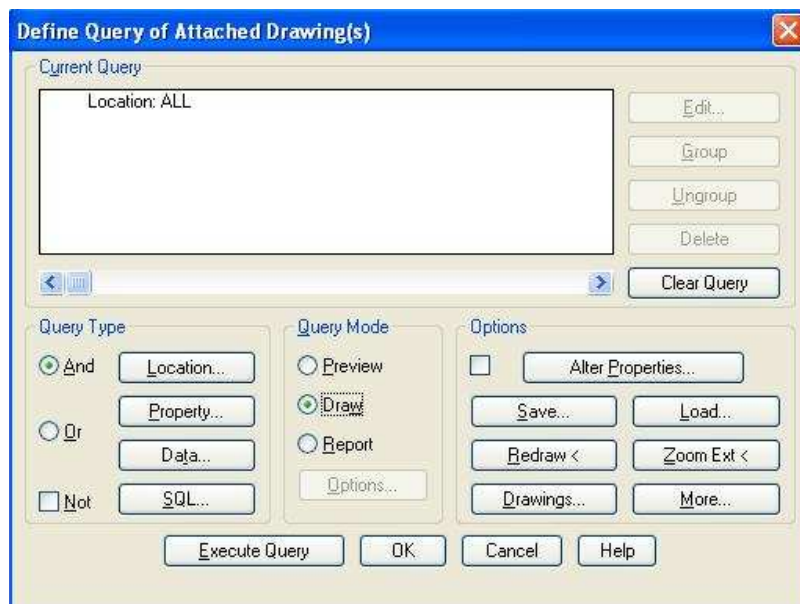 Define Query of Attached Drawing(s)
Current Query
Location: ALL
Edit...
Group
Ungroup
Delete
Clear Query
Query Type
And
Or
Not
Location...
Property...
Data...
SQL...
Query Mode
Preview
Draw
Report
Options...
Options
Alter Properties...
Save...
Load...
Redraw <
Zoom Ext <
Drawings...
More...
Execute Query
OK
Cancel
Help